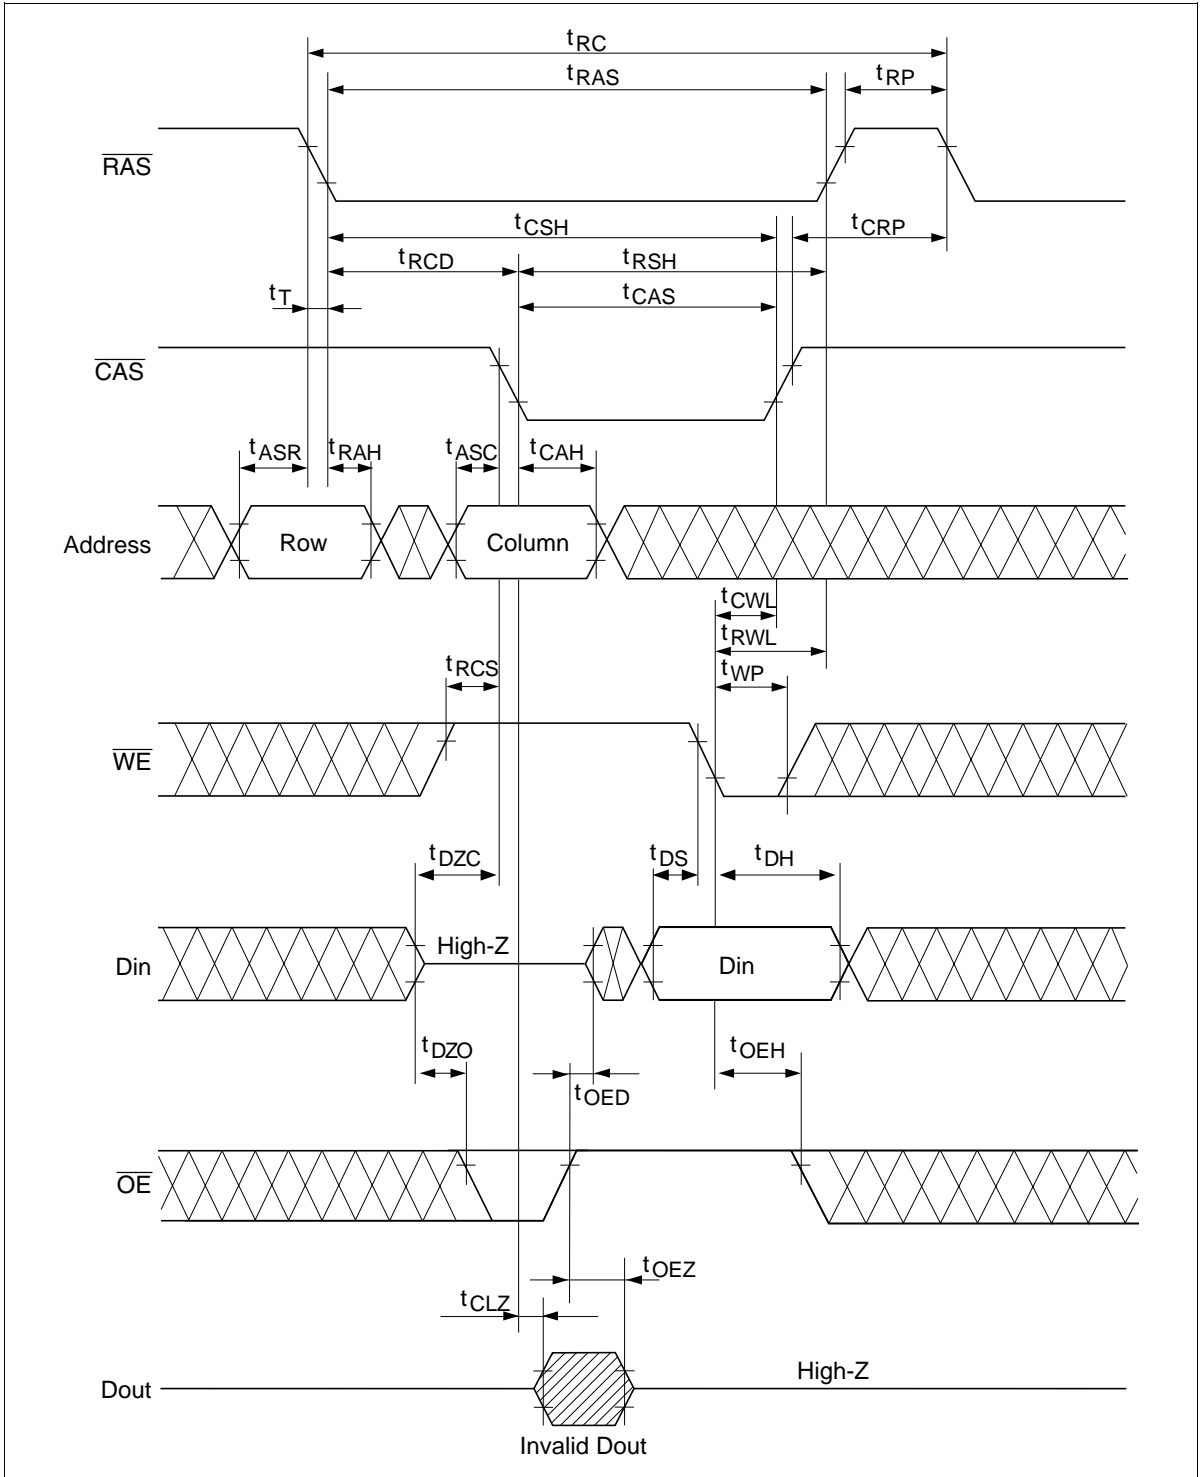 tRC
tRAS
tRP
RAS
tCSH
tCRP
tRCD
tRSH
tT
tCAS
CAS
tASR
tRAH
tASC
tCAH
Address
Row
Column
tCWL
tRWL
tRCS
tWP
WE
tDZC
tDS
tDH
High-Z
Din
Din
tDZO
tOEH
tOED
OE
tOEZ
tCLZ
High-Z
Dout
Invalid Dout